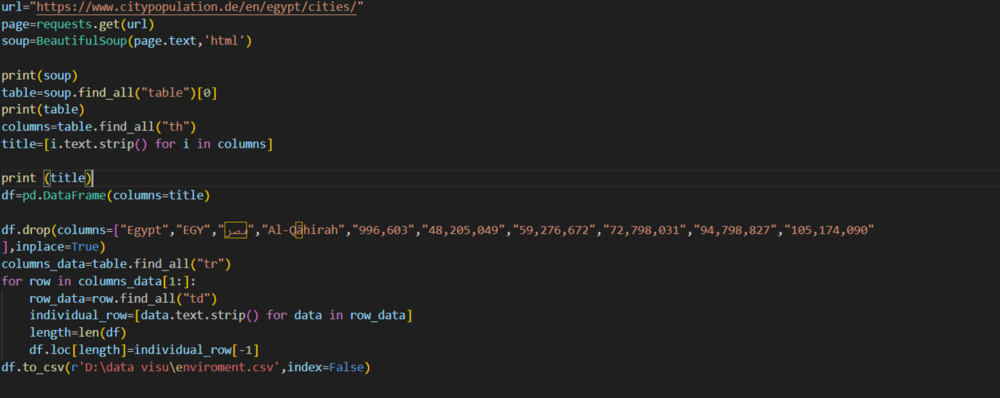 url="https://www.citypopulation.de/en/egypt/cities/"
page=requests.get(url)
soup=BeautifulSoup(page.text,'html')
print(soup)
table=soup.find_all("table")[0]
print(table)
columns=table.find_all("th")
title=[i.text.strip() for i in columns]
print (title)
df=pd.DataFrame(columns=title)
df.drop(columns=["Egypt","EGY","مصر","Al-Qāhirah","996,603","48,205,049","59,276,672","72,798,031","94,798,827","105,174,090"
],inplace=True)
columns_data=table.find_all("tr")
for row in columns_data[1:]:
    row_data=row.find_all("td")
    individual_row=[data.text.strip() for data in row_data]
    length=len(df)
    df.loc[length]=individual_row[-1]
df.to_csv(r'D:\data visu\enviroment.csv',index=False)